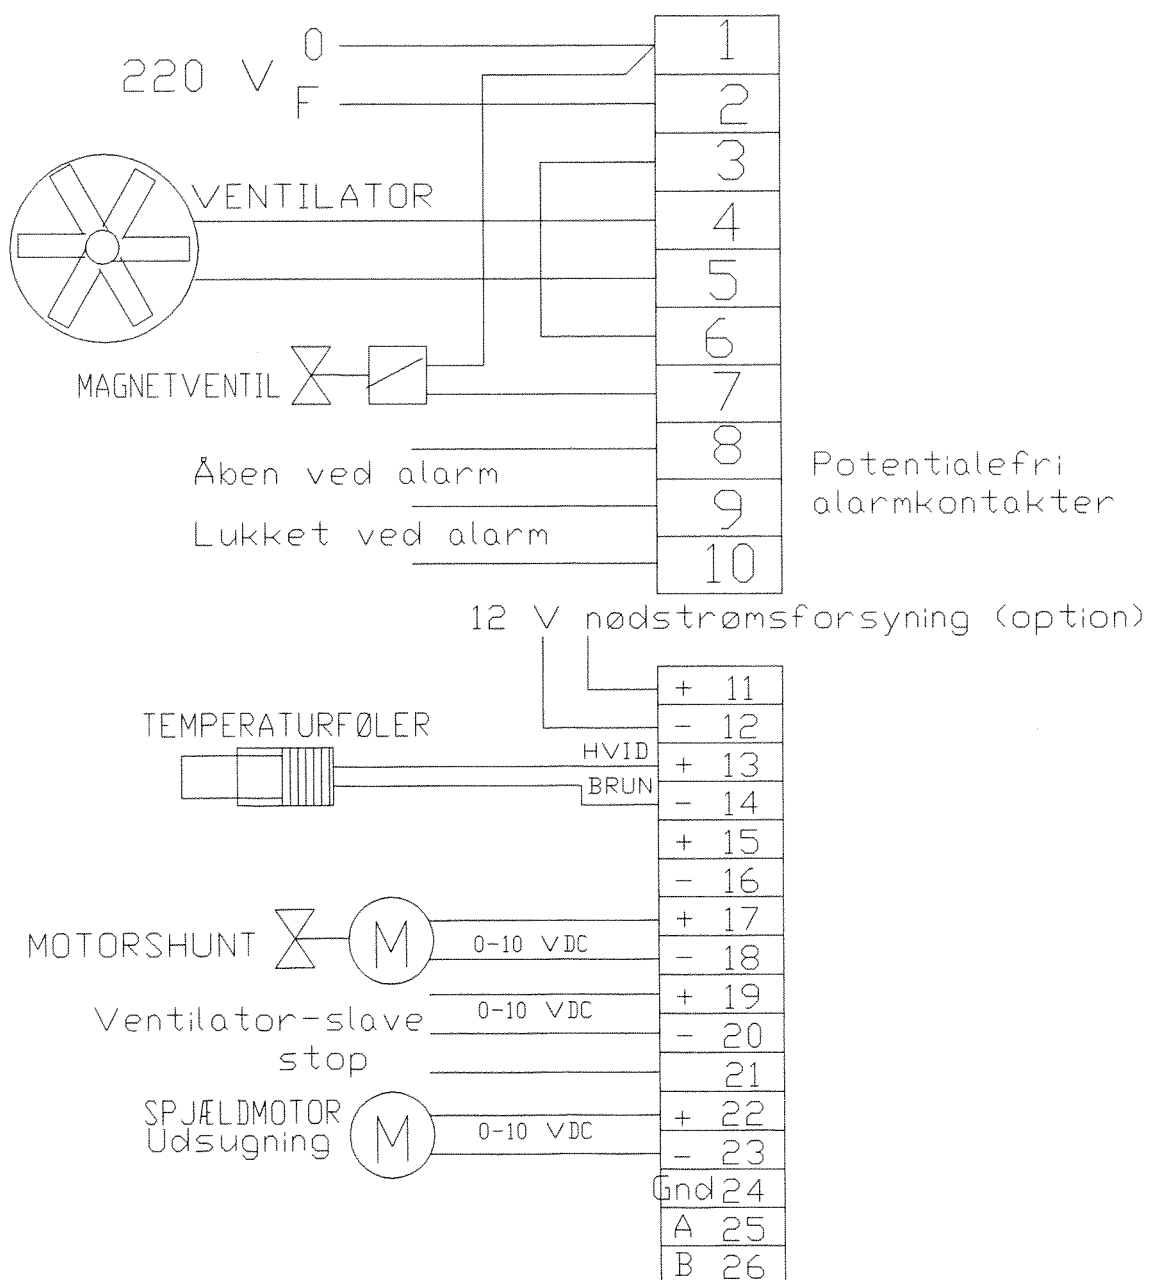 0
220 V
F
1
2
3
VENTILATOR
4
5
6
MAGNETVENTIL
7
8
Åben ved alarm
Potentialefri
alarmkontakter
9
Lukket ved alarm
10
12 V nødstrømsforsyning (option)
+ 11
- 12
TEMPERATURFØLER
HVID
+ 13
BRUN
- 14
+ 15
- 16
+ 17
MOTORSHUNT
M
0-10 VDC
- 18
+ 19
0-10 VDC
Ventilator-slave
- 20
stop
21
SPJÆLDMOTOR
Udsugning
M
+ 22
0-10 VDC
- 23
Gnd 24
A 25
B 26